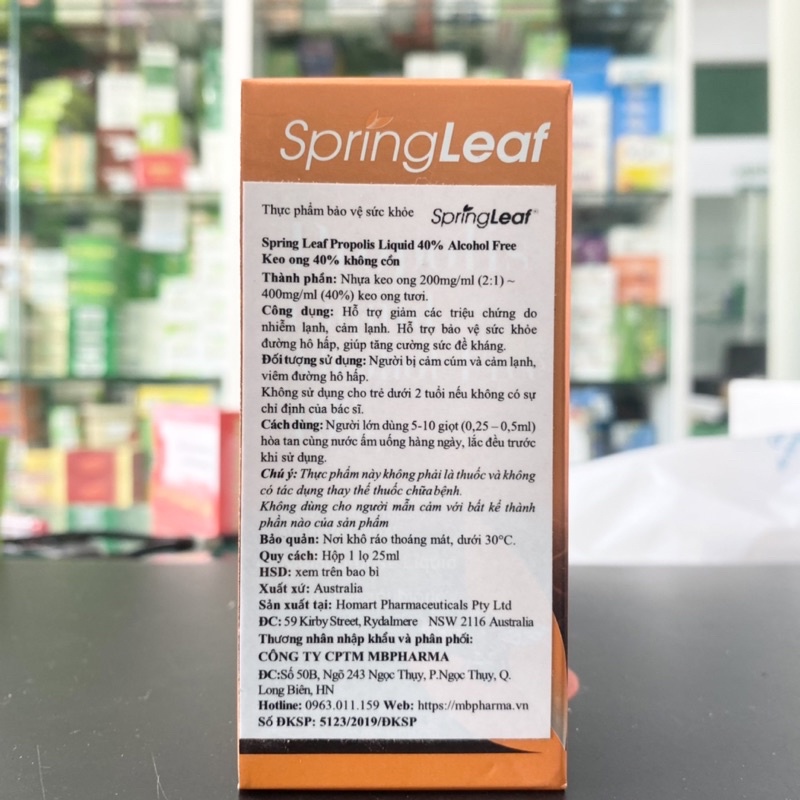 SpringLeaf
Thực phẩm bảo vệ sức khỏe SpringLeaf
Spring Leaf Propolis Liquid 40% Alcohol Free
Keo ong 40% không cồn
Thành phần: Nhựa keo ong 200mg/ml (2:1) ~
400mg/ml (40%) keo ong tươi.
Công dụng: Hỗ trợ giảm các triệu chứng do
nhiễm lạnh, cảm lạnh. Hỗ trợ bảo vệ sức khỏe
đường hô hấp, giúp tăng cường sức đề kháng.
Đối tượng sử dụng: Người bị cảm cúm và cảm lạnh,
viêm đường hô hấp.
Không sử dụng cho trẻ dưới 2 tuổi nếu không có sự
chỉ định của bác sĩ.
Cách dùng: Người lớn dùng 5-10 giọt (0,25 – 0,5ml)
hòa tan cùng nước ấm uống hàng ngày, lắc đều trước
khi sử dụng.
Chú ý: Thực phẩm này không phải là thuốc và không
có tác dụng thay thế thuốc chữa bệnh.
Không dùng cho người mẫn cảm với bất kể thành
phần nào của sản phẩm
Bảo quản: Nơi khô ráo thoáng mát, dưới 30°C.
Quy cách: Hộp 1 lọ 25ml
HSD: xem trên bao bì
Xuất xứ: Australia
Sản xuất tại: Homart Pharmaceuticals Pty Ltd
ĐC: 59 Kirby Street, Rydalmere NSW 2116 Australia
Thương nhân nhập khẩu và phân phối:
CÔNG TY CPTM MBPHARMA
ĐC:Số 50B, Ngõ 243 Ngọc Thụy, P.Ngọc Thụy, Q.
Long Biên, HN
Hotline: 0963.011.159 Web: https://mbpharma.vn
Số ĐKSP: 5123/2019/ĐKSP